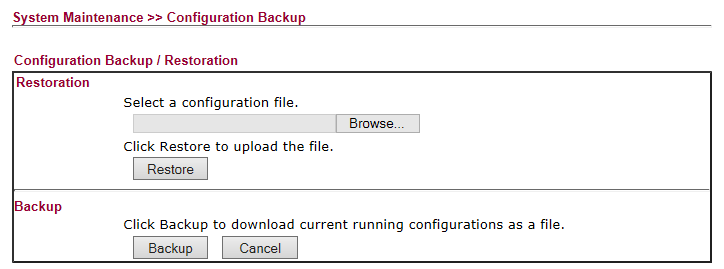 System Maintenance >> Configuration Backup
Configuration Backup / Restoration
Restoration
Select a configuration file.
Browse...
Click Restore to upload the file.
Restore
Backup
Click Backup to download current running configurations as a file.
Backup Cancel